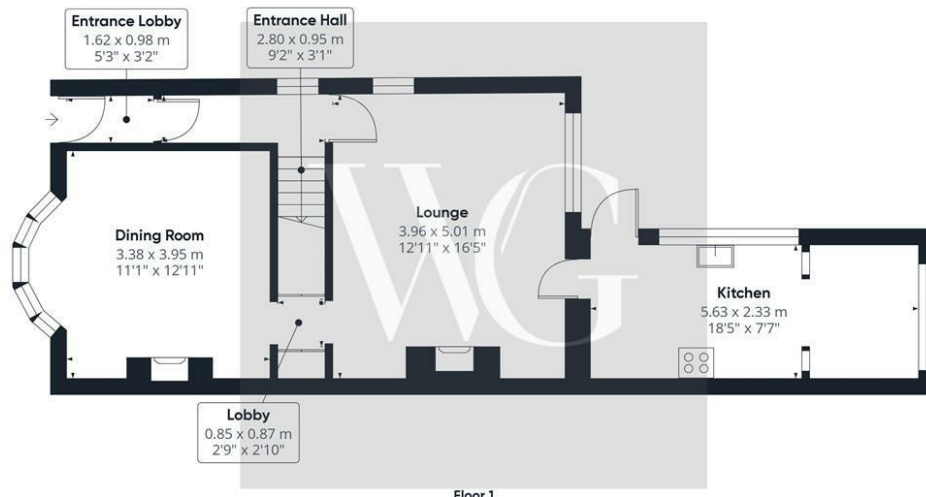 Entrance Lobby
1.62 x 0.98 m
5'3" x 3'2"
Entrance Hall
2.80 x 0.95 m
9'2" x 3'1"
Dining Room
3.38 x 3.95 m
11'1" x 12'11"
Lounge
3.96 x 5.01 m
12'11" x 16'5"
WG
Kitchen
5.63 x 2.33 m
18'5" x 7'7"
Lobby
0.85 x 0.87 m
2'9" x 2'10"
Floor 1